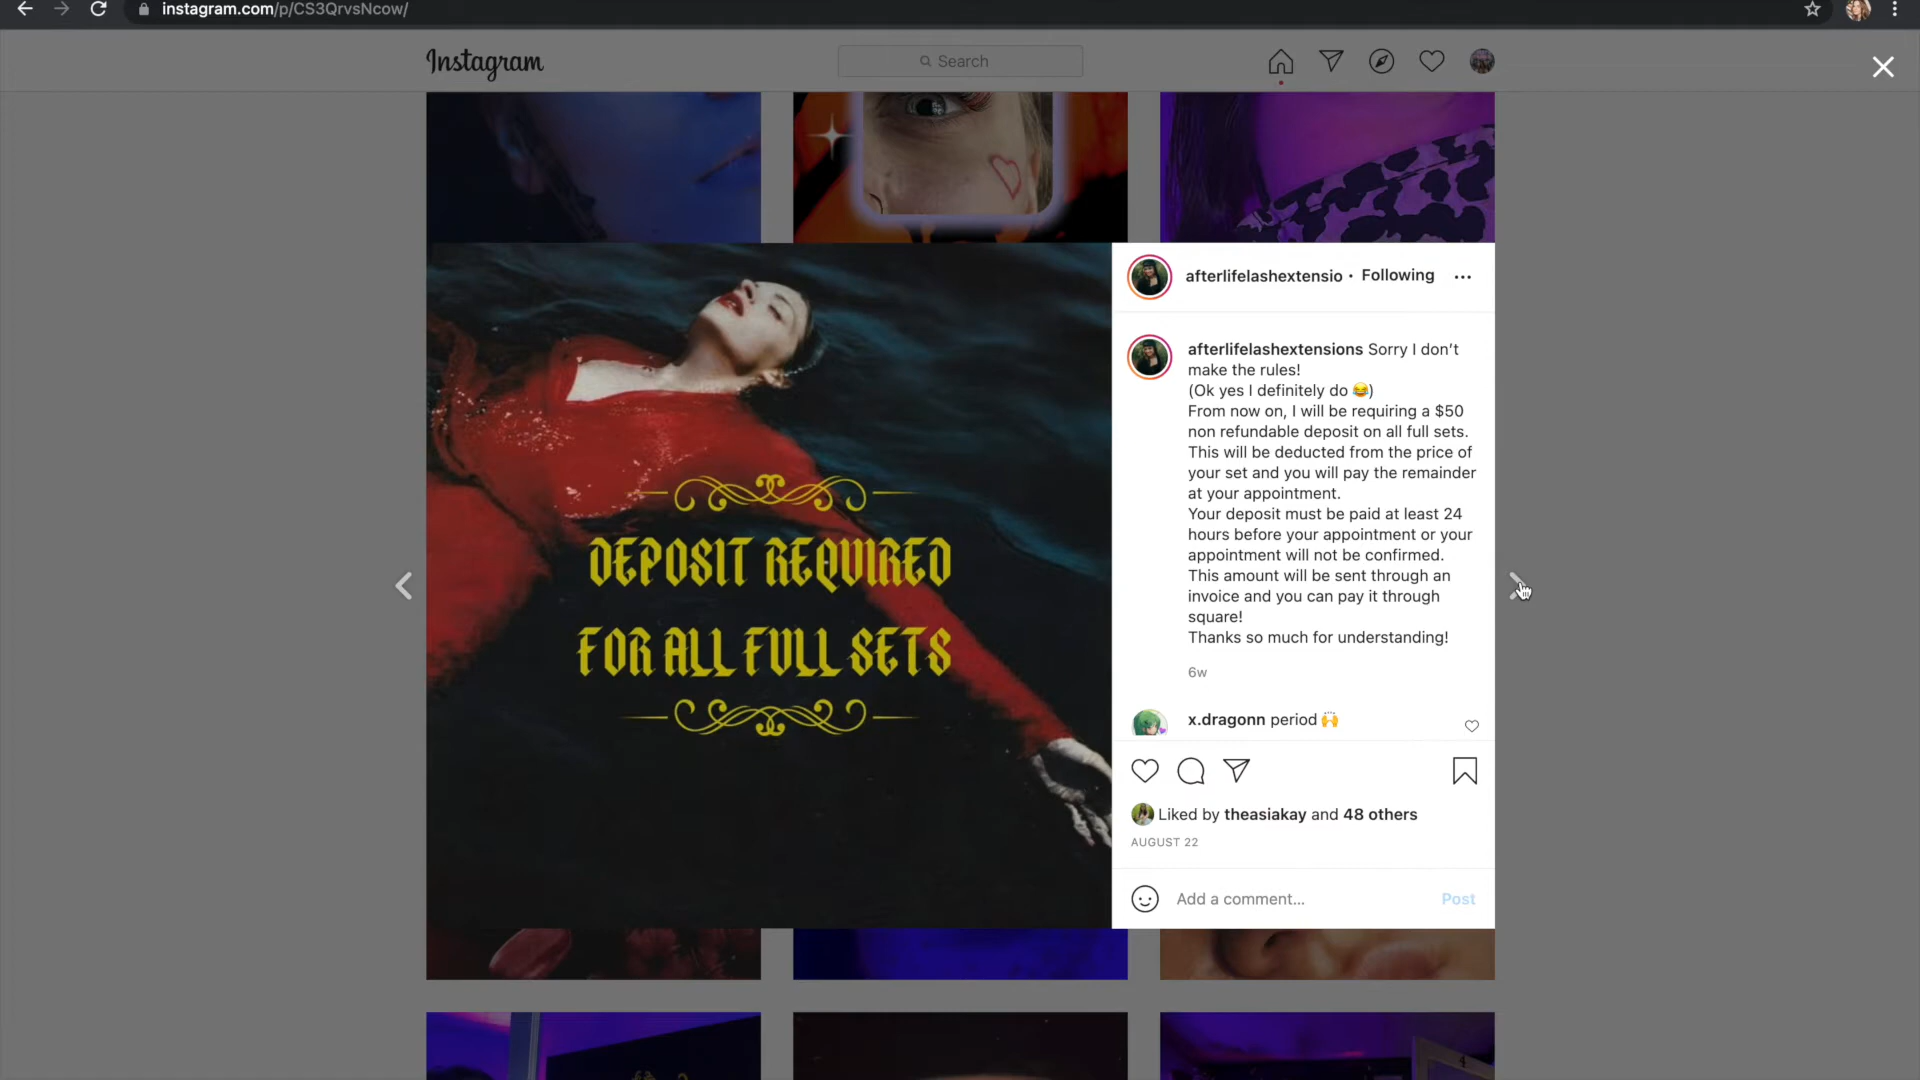 instagram.com/p/CS3QrvsNcow/
Instagram
Search
afterlifelashextensio • Following
afterlifelashextensions Sorry I don't
make the rules!
(Ok yes I definitely do 😂)
From now on, I will be requiring a $50
non refundable deposit on all full sets.
This will be deducted from the price of
your set and you will pay the remainder
at your appointment.
Your deposit must be paid at least 24
hours before your appointment or your
appointment will not be confirmed.
This amount will be sent through an
invoice and you can pay it through
square!
Thanks so much for understanding!
6w
x.dragonn period 🙌
DEPOSIT REQUIRED
FOR ALL FULL SETS
Liked by theasiakay and 48 others
AUGUST 22
Add a comment... Post